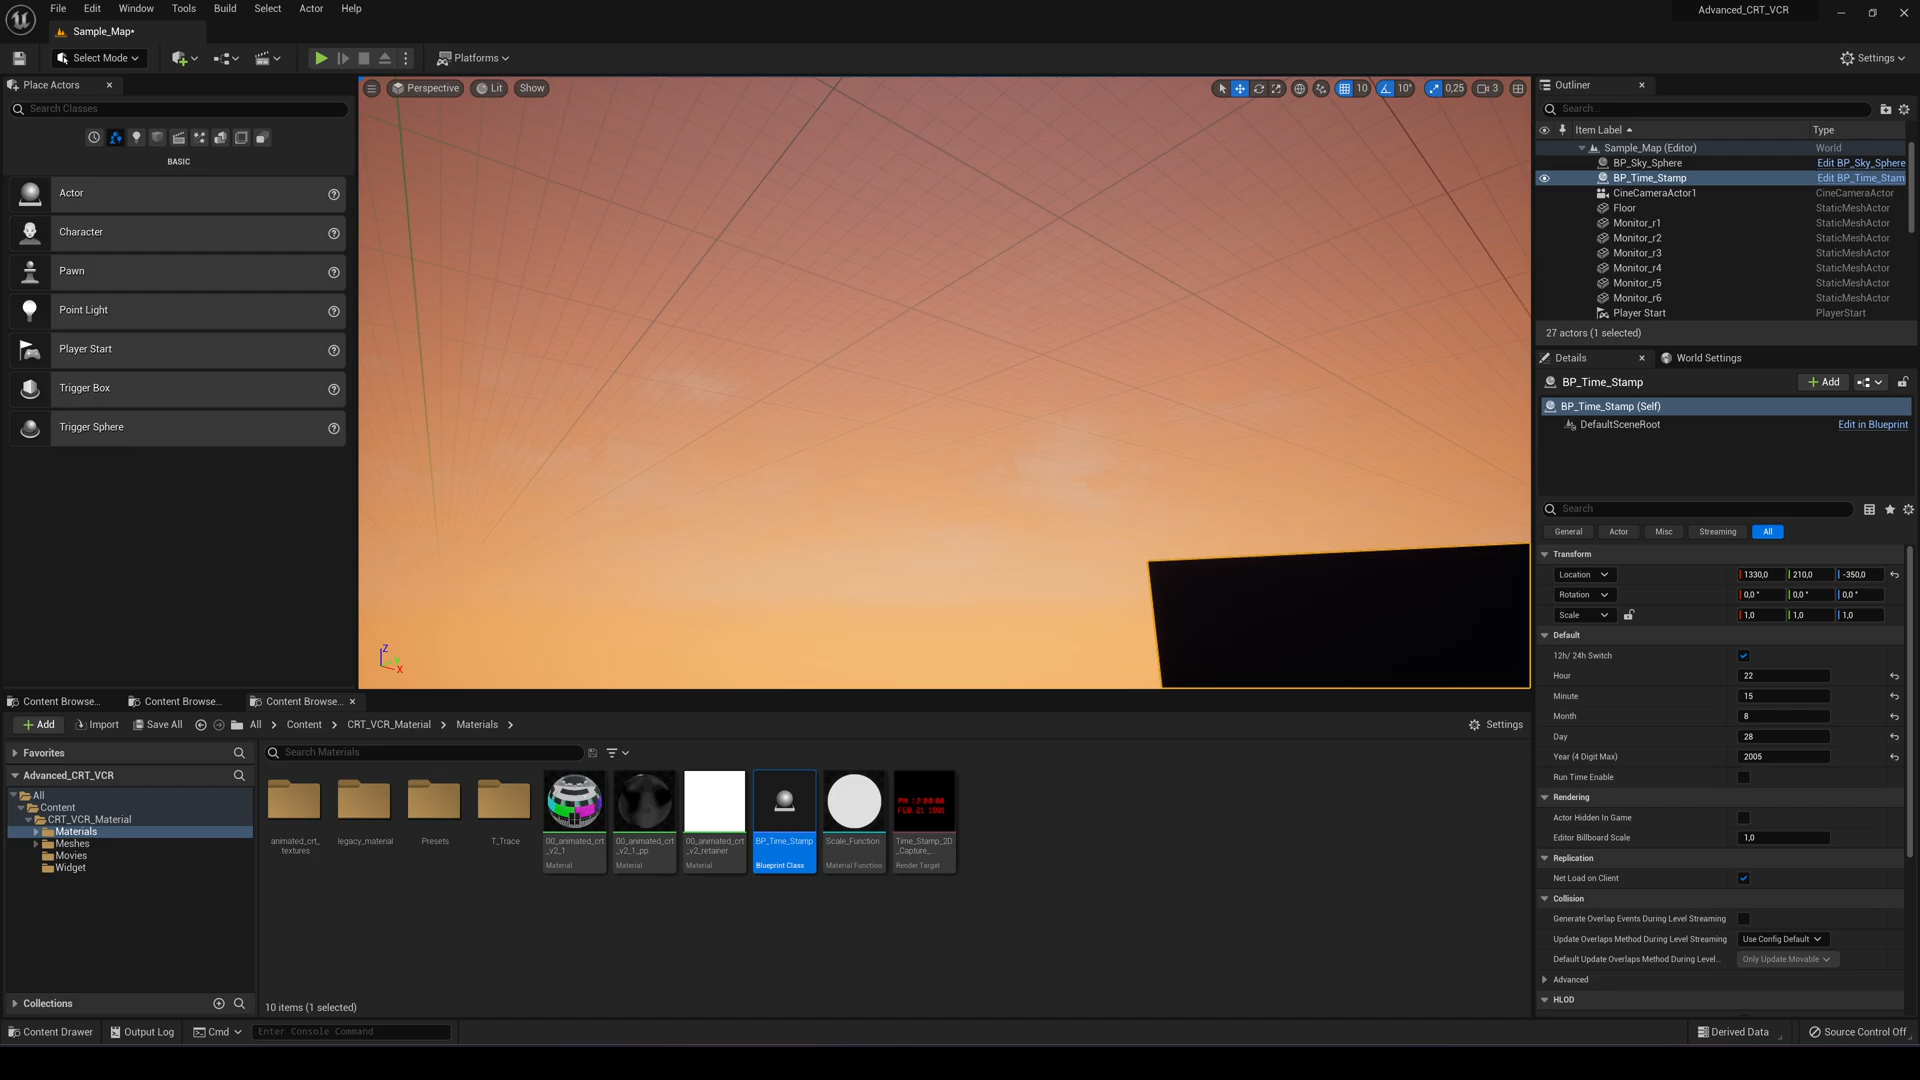 File Edit Window Tools Build Select Actor Help
Advanced_CRT_VCR
Sample_Map*
Select Mode
Platforms
Settings
Place Actors
Search Classes
BASIC
Actor
Character
Pawn
Point Light
Player Start
Trigger Box
Trigger Sphere
Perspective Lit Show
10 10° 0,25 3
Z
X
Outliner
Search...
Item Label Type
Sample_Map (Editor) World
BP_Sky_Sphere Edit BP_Sky_Sphere
BP_Time_Stamp Edit BP_Time_Stam
CineCameraActor1 CineCameraActor
Floor StaticMeshActor
Monitor_r1 StaticMeshActor
Monitor_r2 StaticMeshActor
Monitor_r3 StaticMeshActor
Monitor_r4 StaticMeshActor
Monitor_r5 StaticMeshActor
Monitor_r6 StaticMeshActor
Player Start PlayerStart
27 actors (1 selected)
Details World Settings
BP_Time_Stamp Add
BP_Time_Stamp (Self)
DefaultSceneRoot Edit in Blueprint
Search
General Actor Misc Streaming All
Transform
Location 1330,0 210,0 -350,0
Rotation 0,0 ° 0,0 ° 0,0 °
Scale 1,0 1,0 1,0
Default
12h/ 24h Switch
Hour 22
Minute 15
Month 8
Day 28
Year (4 Digit Max) 2005
Run Time Enable
Rendering
Actor Hidden In Game
Editor Billboard Scale 1,0
Replication
Net Load on Client
Collision
Generate Overlap Events During Level Streaming
Update Overlaps Method During Level Streaming Use Config Default
Default Update Overlaps Method During Level... Only Update Movable
Advanced
HLOD
Content Browse... Content Browse... Content Browse...
Add Import Save All All Content CRT_VCR_Material Materials Settings
Favorites
Advanced_CRT_VCR
All
Content
CRT_VCR_Material
Materials
Meshes
Movies
Widget
Collections
Search Materials
animated_crt_
textures
legacy_material
Presets
T_Trace
00_animated_crt
_v2_1
Material
00_animated_crt
_v2_1_pp
Material
00_animated_crt
_v2_retainer
Material
BP_Time_Stamp
Blueprint Class
Scale_Function
Material Function
PM 12:00:00
FEB.21 1991
Time_Stamp_2D
_Capture_...
Render Target
10 items (1 selected)
Content Drawer Output Log Cmd Enter Console Command Derived Data Source Control Off